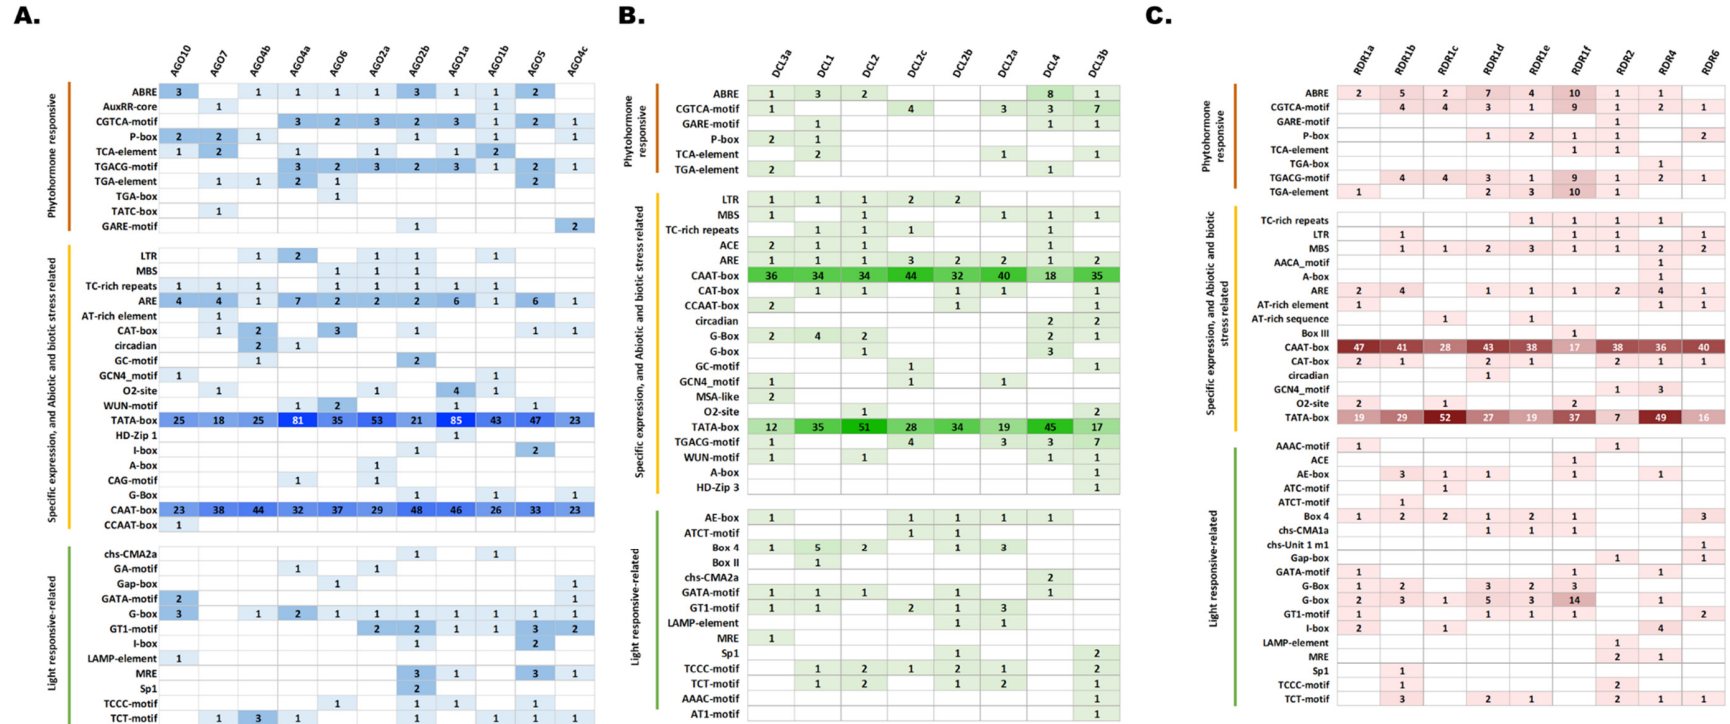 A.
AGO10 AGO7 AGO4b AGO4a AGO6 AGO2a AGO2b AGO1a AGO1b AGO5 AGO4c
Phytohormone responsive
ABRE 3 1 1 1 1 3 1 1 2
AuxRR-core 1 1
CGTCA-motif 3 2 3 2 3 1 2 1
P-box 2 2 1 1 1 1
TCA-element 1 2 1 1 1 2
TGACG-motif 3 2 3 2 3 1 2 1
TGA-element 1 1 2 1 2
TGA-box 1
TATC-box 1
GARE-motif 1 2
Specific expression, and Abiotic and biotic stress related
LTR 1 2 1 1 1
MBS 1 1 1
TC-rich repeats 1 1 1 1 1 1 1 1
ARE 4 4 1 7 2 2 2 6 1 6 1
AT-rich element 1
CAT-box 1 2 3 1 1 1
circadian 2 1
GC-motif 1 2
GCN4_motif 1 1
O2-site 1 1 4 1
WUN-motif 1 2 1 1
TATA-box 25 18 25 81 35 53 21 85 43 47 23
HD-Zip 1 1
I-box 1 2
A-box 1
CAG-motif 1 1
G-Box 1 1 1
CAAT-box 23 38 44 32 37 29 48 46 26 33 23
CCAAT-box 1
Light responsive-related
chs-CMA2a 1 1
GA-motif 1 1
Gap-box 1 1
GATA-motif 2 1
G-box 3 1 2 1 1 1 1 1 1 1
GT1-motif 2 2 1 1 3 2
I-box 1 2
LAMP-element 1
MRE 3 1 3 1
Sp1 2
TCCC-motif 1 1 1 1
TCT-motif 1 3 1 1 1 1 1
B.
DCL3a DCL1 DCL2 DCL2c DCL2b DCL2a DCL4 DCL3b
Phytohormone responsive
ABRE 1 3 2 8 1
CGTCA-motif 1 4 3 3 7
GARE-motif 1 1 1
P-box 2 1
TCA-element 2 1 1
TGA-element 2 1
Specific expression, and Abiotic and biotic stress related
LTR 1 1 1 2 2
MBS 1 1 1 1 1
TC-rich repeats 1 1 1 1
ACE 2 1 1 1
ARE 1 1 1 3 2 2 1 2
CAAT-box 36 34 34 44 32 40 18 35
CAT-box 1 1 1 1 1
CCAAT-box 2 1 1
circadian 2 2
G-Box 2 4 2 2 1
G-box 1 3
GC-motif 1 1
GCN4_motif 1 1 1
MSA-like 2
O2-site 1 2
TATA-box 12 35 51 28 34 19 45 17
TGACG-motif 1 4 3 3 7
WUN-motif 1 1 1 1
A-box 1
HD-Zip 3 1
Light responsive-related
AE-box 1 1 1 1 1
ATCT-motif 1 1
Box 4 1 5 2 1 3
Box II 1
chs-CMA2a 2
GATA-motif 1 1 1 1 1
GT1-motif 1 1 2 1 3
LAMP-element 1 1
MRE 1
Sp1 1 2
TCCC-motif 1 2 1 2 1 2
TCT-motif 1 2 1 2 1
AAAC-motif 1
AT1-motif 1
C.
RDR1a RDR1b RDR1c RDR1d RDR1e RDR1f RDR2 RDR4 RDR6
Phytohormone
responsive
ABRE 2 5 2 7 4 10 1 1
CGTCA-motif 4 4 3 1 9 1 2 1
GARE-motif 1
P-box 1 2 1 1 2
TCA-element 1 1
TGA-box 1
TGACG-motif 4 4 3 1 9 1 2 1
TGA-element 1 2 3 10 1
Specific expression, and Abiotic and biotic
stress related
TC-rich repeats 1 1 1 1
LTR 1 1 1 1
MBS 1 1 2 3 1 1 2 2
AACA_motif 1
A-box 1
ARE 2 4 1 1 1 2 4 1
AT-rich element 1 1 1
AT-rich sequence 1 1
Box III 1
CAAT-box 47 41 28 43 38 17 38 36 40
CAT-box 2 1 2 1 2 1 1
circadian 1
GCN4_motif 1 3
O2-site 2 1 2
TATA-box 19 29 52 27 19 37 7 49 16
Light responsive-related
AAAC-motif 1 1
ACE 1
AE-box 3 1 1 1 1
ATC-motif 1
ATCT-motif 1
Box 4 1 2 2 1 2 1 3
chs-CMA1a 1 1 1
chs-Unit 1 m1 1
Gap-box 1 1
GATA-motif 1 1 1
G-Box 1 2 3 2 3
G-box 2 3 1 5 3 14 1
GT1-motif 1 1 1 1 2
I-box 2 1 4
LAMP-element 1
MRE 2 1
Sp1 1
TCCC-motif 1 2
TCT-motif 3 2 1 2 1 1